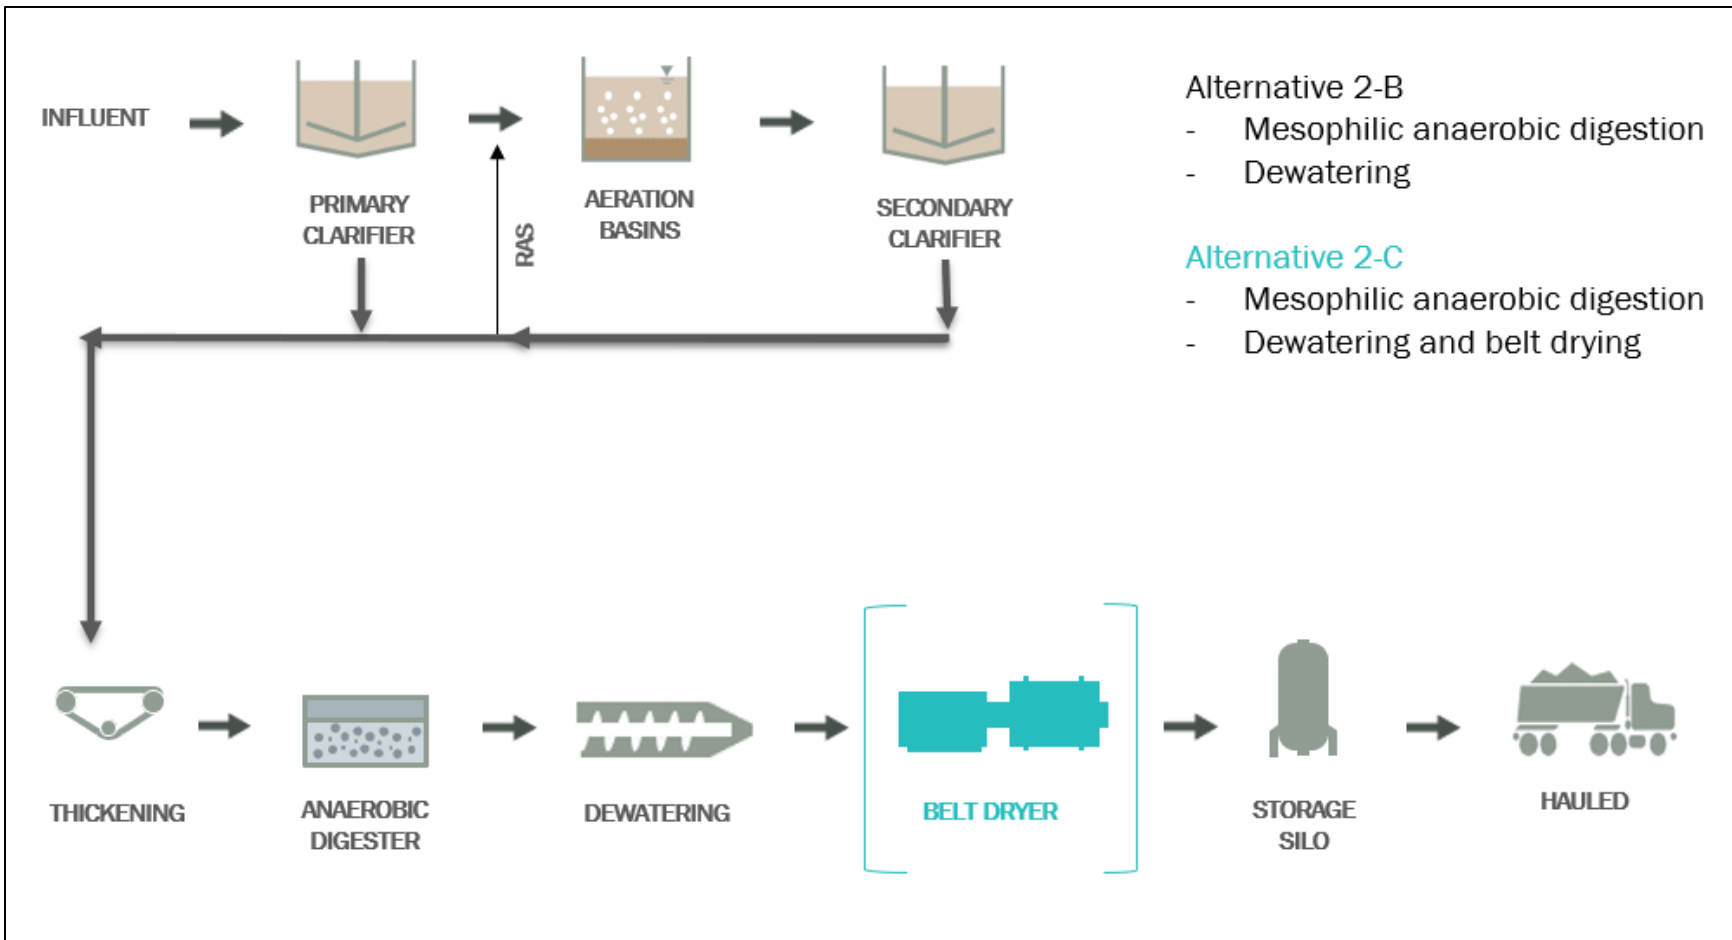 INFLUENT
PRIMARY
CLARIFIER
RAS
AERATION
BASINS
SECONDARY
CLARIFIER
Alternative 2-B
- Mesophilic anaerobic digestion
- Dewatering
Alternative 2-C
- Mesophilic anaerobic digestion
- Dewatering and belt drying
THICKENING
ANAEROBIC
DIGESTER
DEWATERING
BELT DRYER
STORAGE
SILO
HAULED